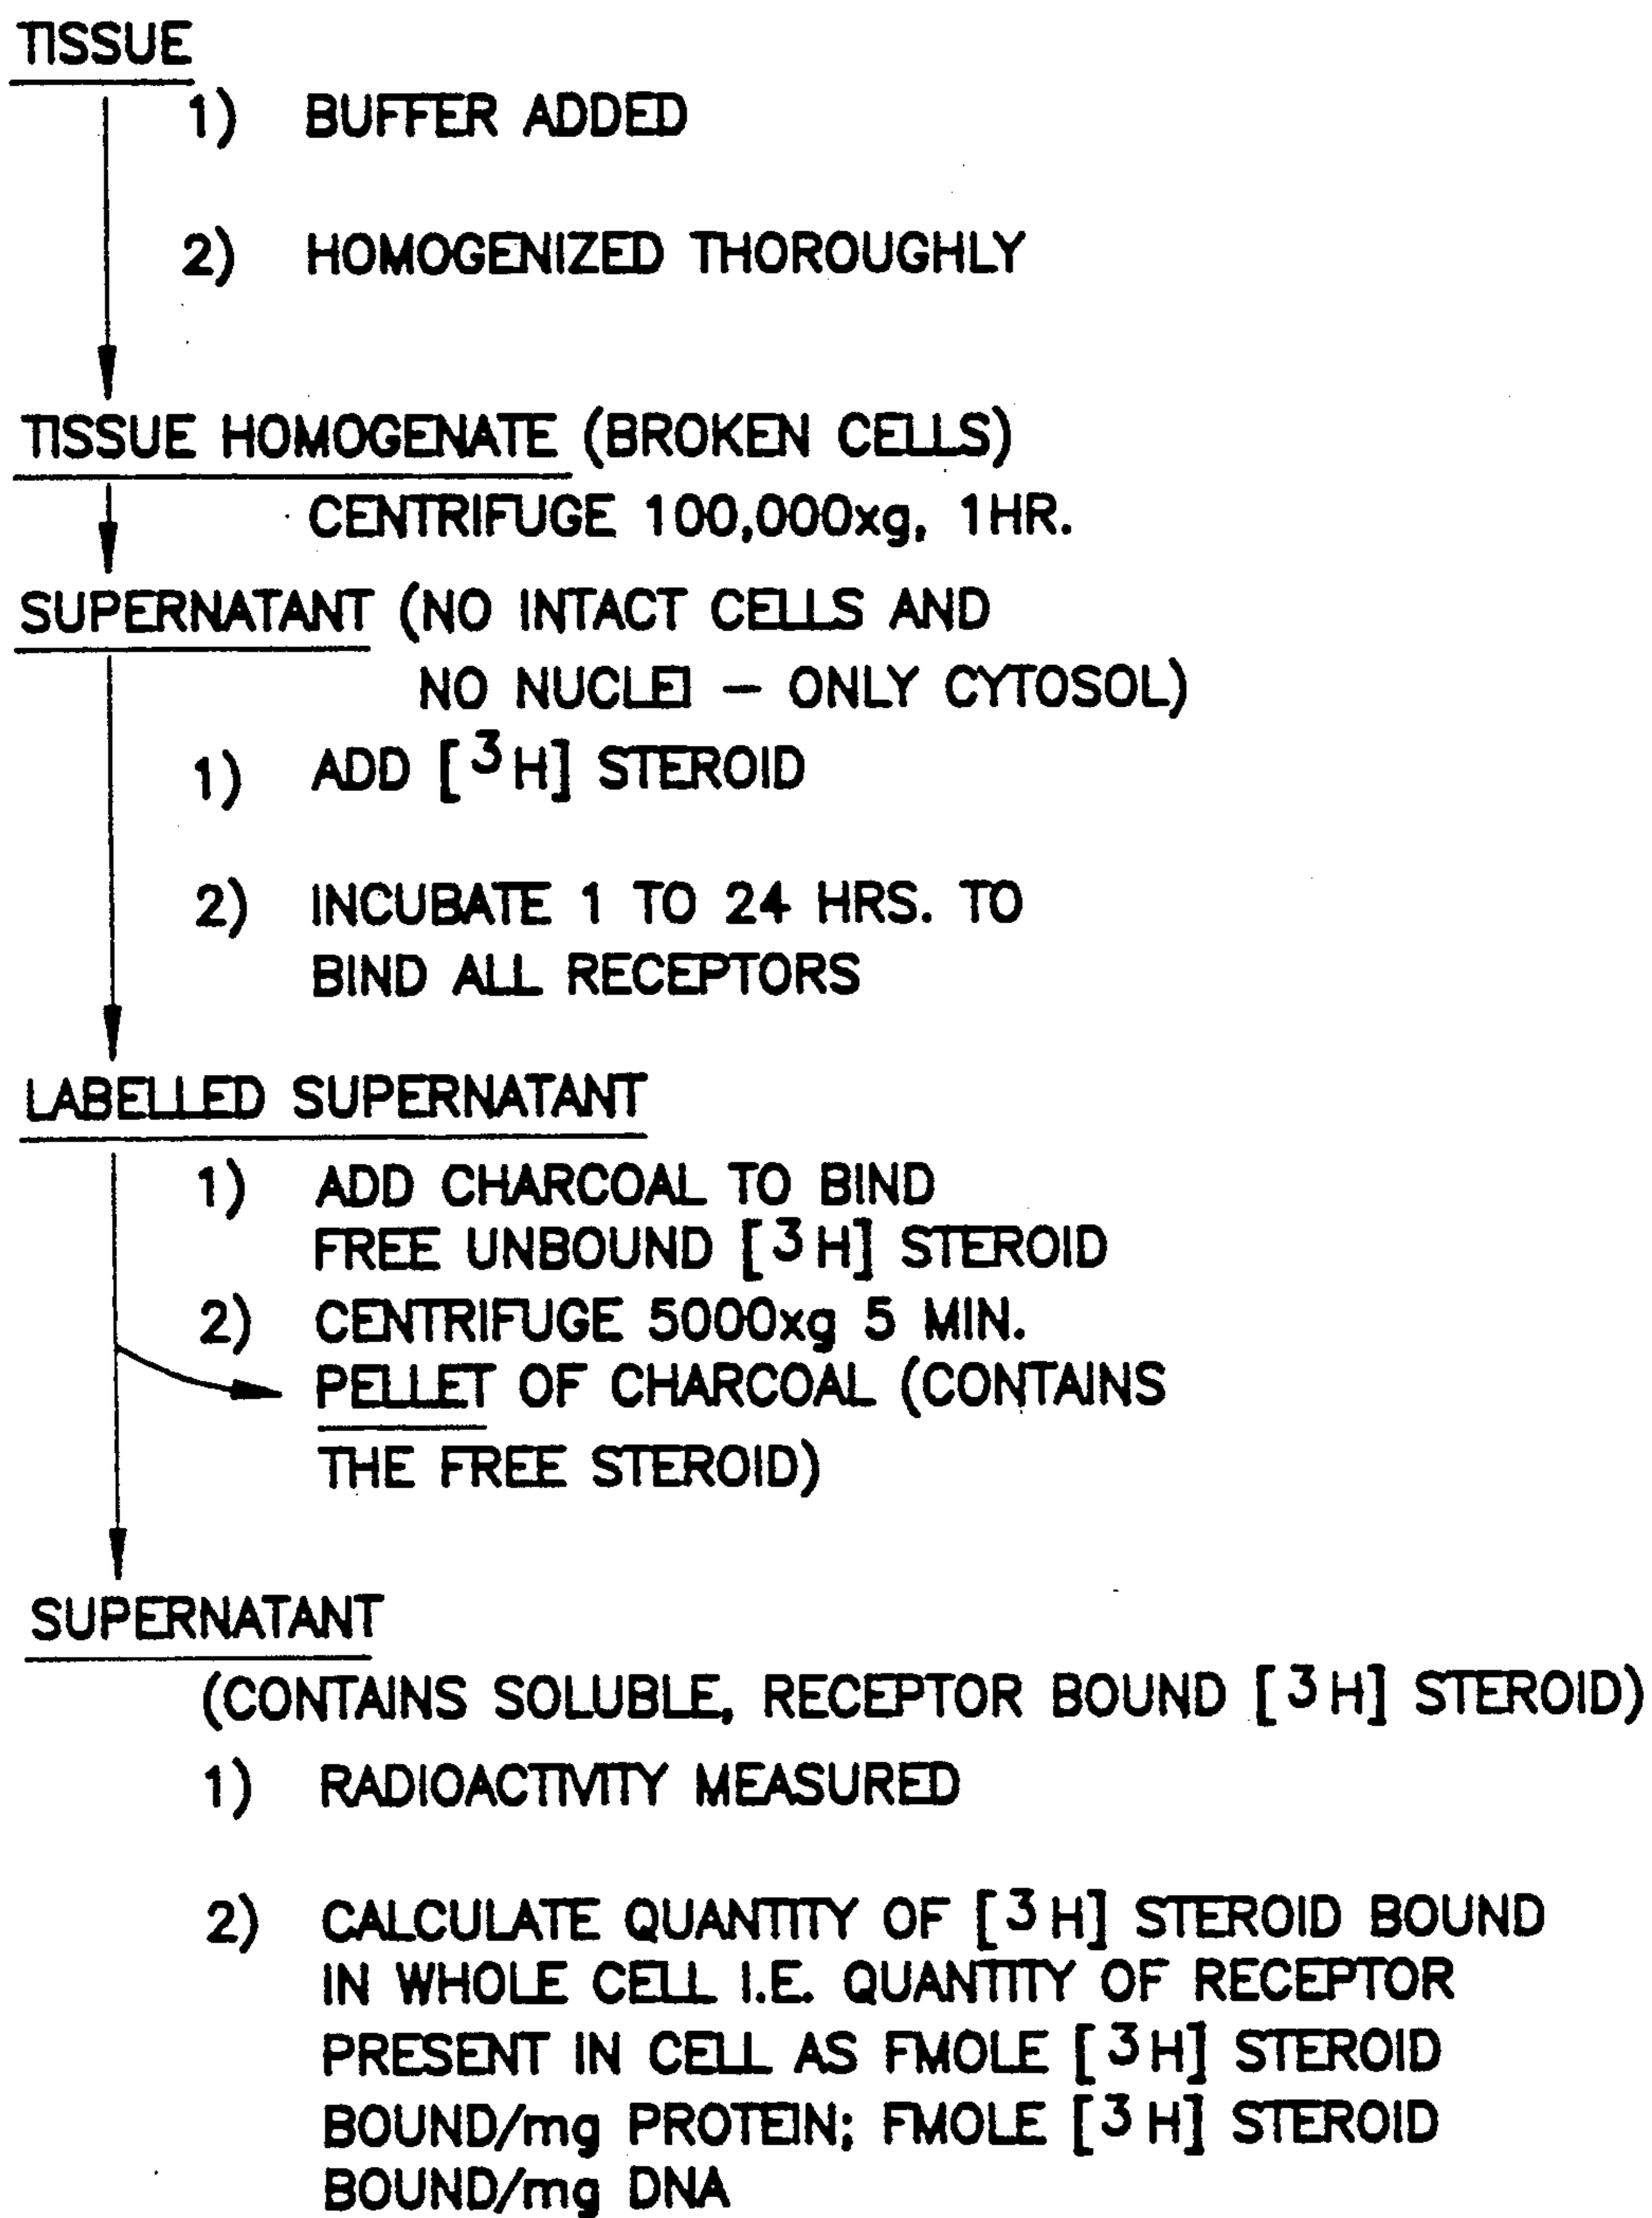 TISSUE
1) BUFFER ADDED
2) HOMOGENIZED THOROUGHLY
TISSUE HOMOGENATE (BROKEN CELLS)
CENTRIFUGE 100,000xg, 1HR.
SUPERNATANT (NO INTACT CELLS AND
NO NUCLEI – ONLY CYTOSOL)
1) ADD [3H] STEROID
2) INCUBATE 1 TO 24 HRS. TO
BIND ALL RECEPTORS
LABELLED SUPERNATANT
1) ADD CHARCOAL TO BIND
FREE UNBOUND [3H] STEROID
2) CENTRIFUGE 5000xg 5 MIN.
PELLET OF CHARCOAL (CONTAINS
THE FREE STEROID)
SUPERNATANT
(CONTAINS SOLUBLE, RECEPTOR BOUND [3H] STEROID)
1) RADIOACTIVITY MEASURED
2) CALCULATE QUANTITY OF [3H] STEROID BOUND
IN WHOLE CELL I.E. QUANTITY OF RECEPTOR
PRESENT IN CELL AS FMOLE [3H] STEROID
BOUND/mg PROTEIN; FMOLE [3H] STEROID
BOUND/mg DNA